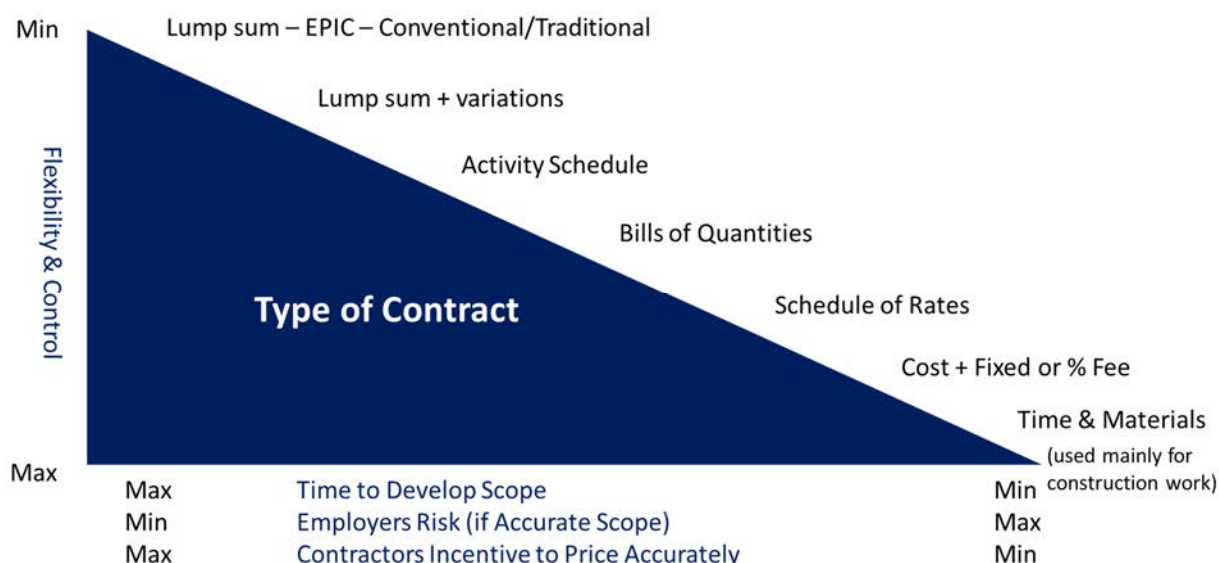 Min
Lump sum – EPIC – Conventional/Traditional
Lump sum + variations
Activity Schedule
Bills of Quantities
Flexibility & Control
Type of Contract
Schedule of Rates
Cost + Fixed or % Fee
Time & Materials
(used mainly for
construction work)
Max
Max Time to Develop Scope Min
Min Employers Risk (if Accurate Scope) Max
Max Contractors Incentive to Price Accurately Min